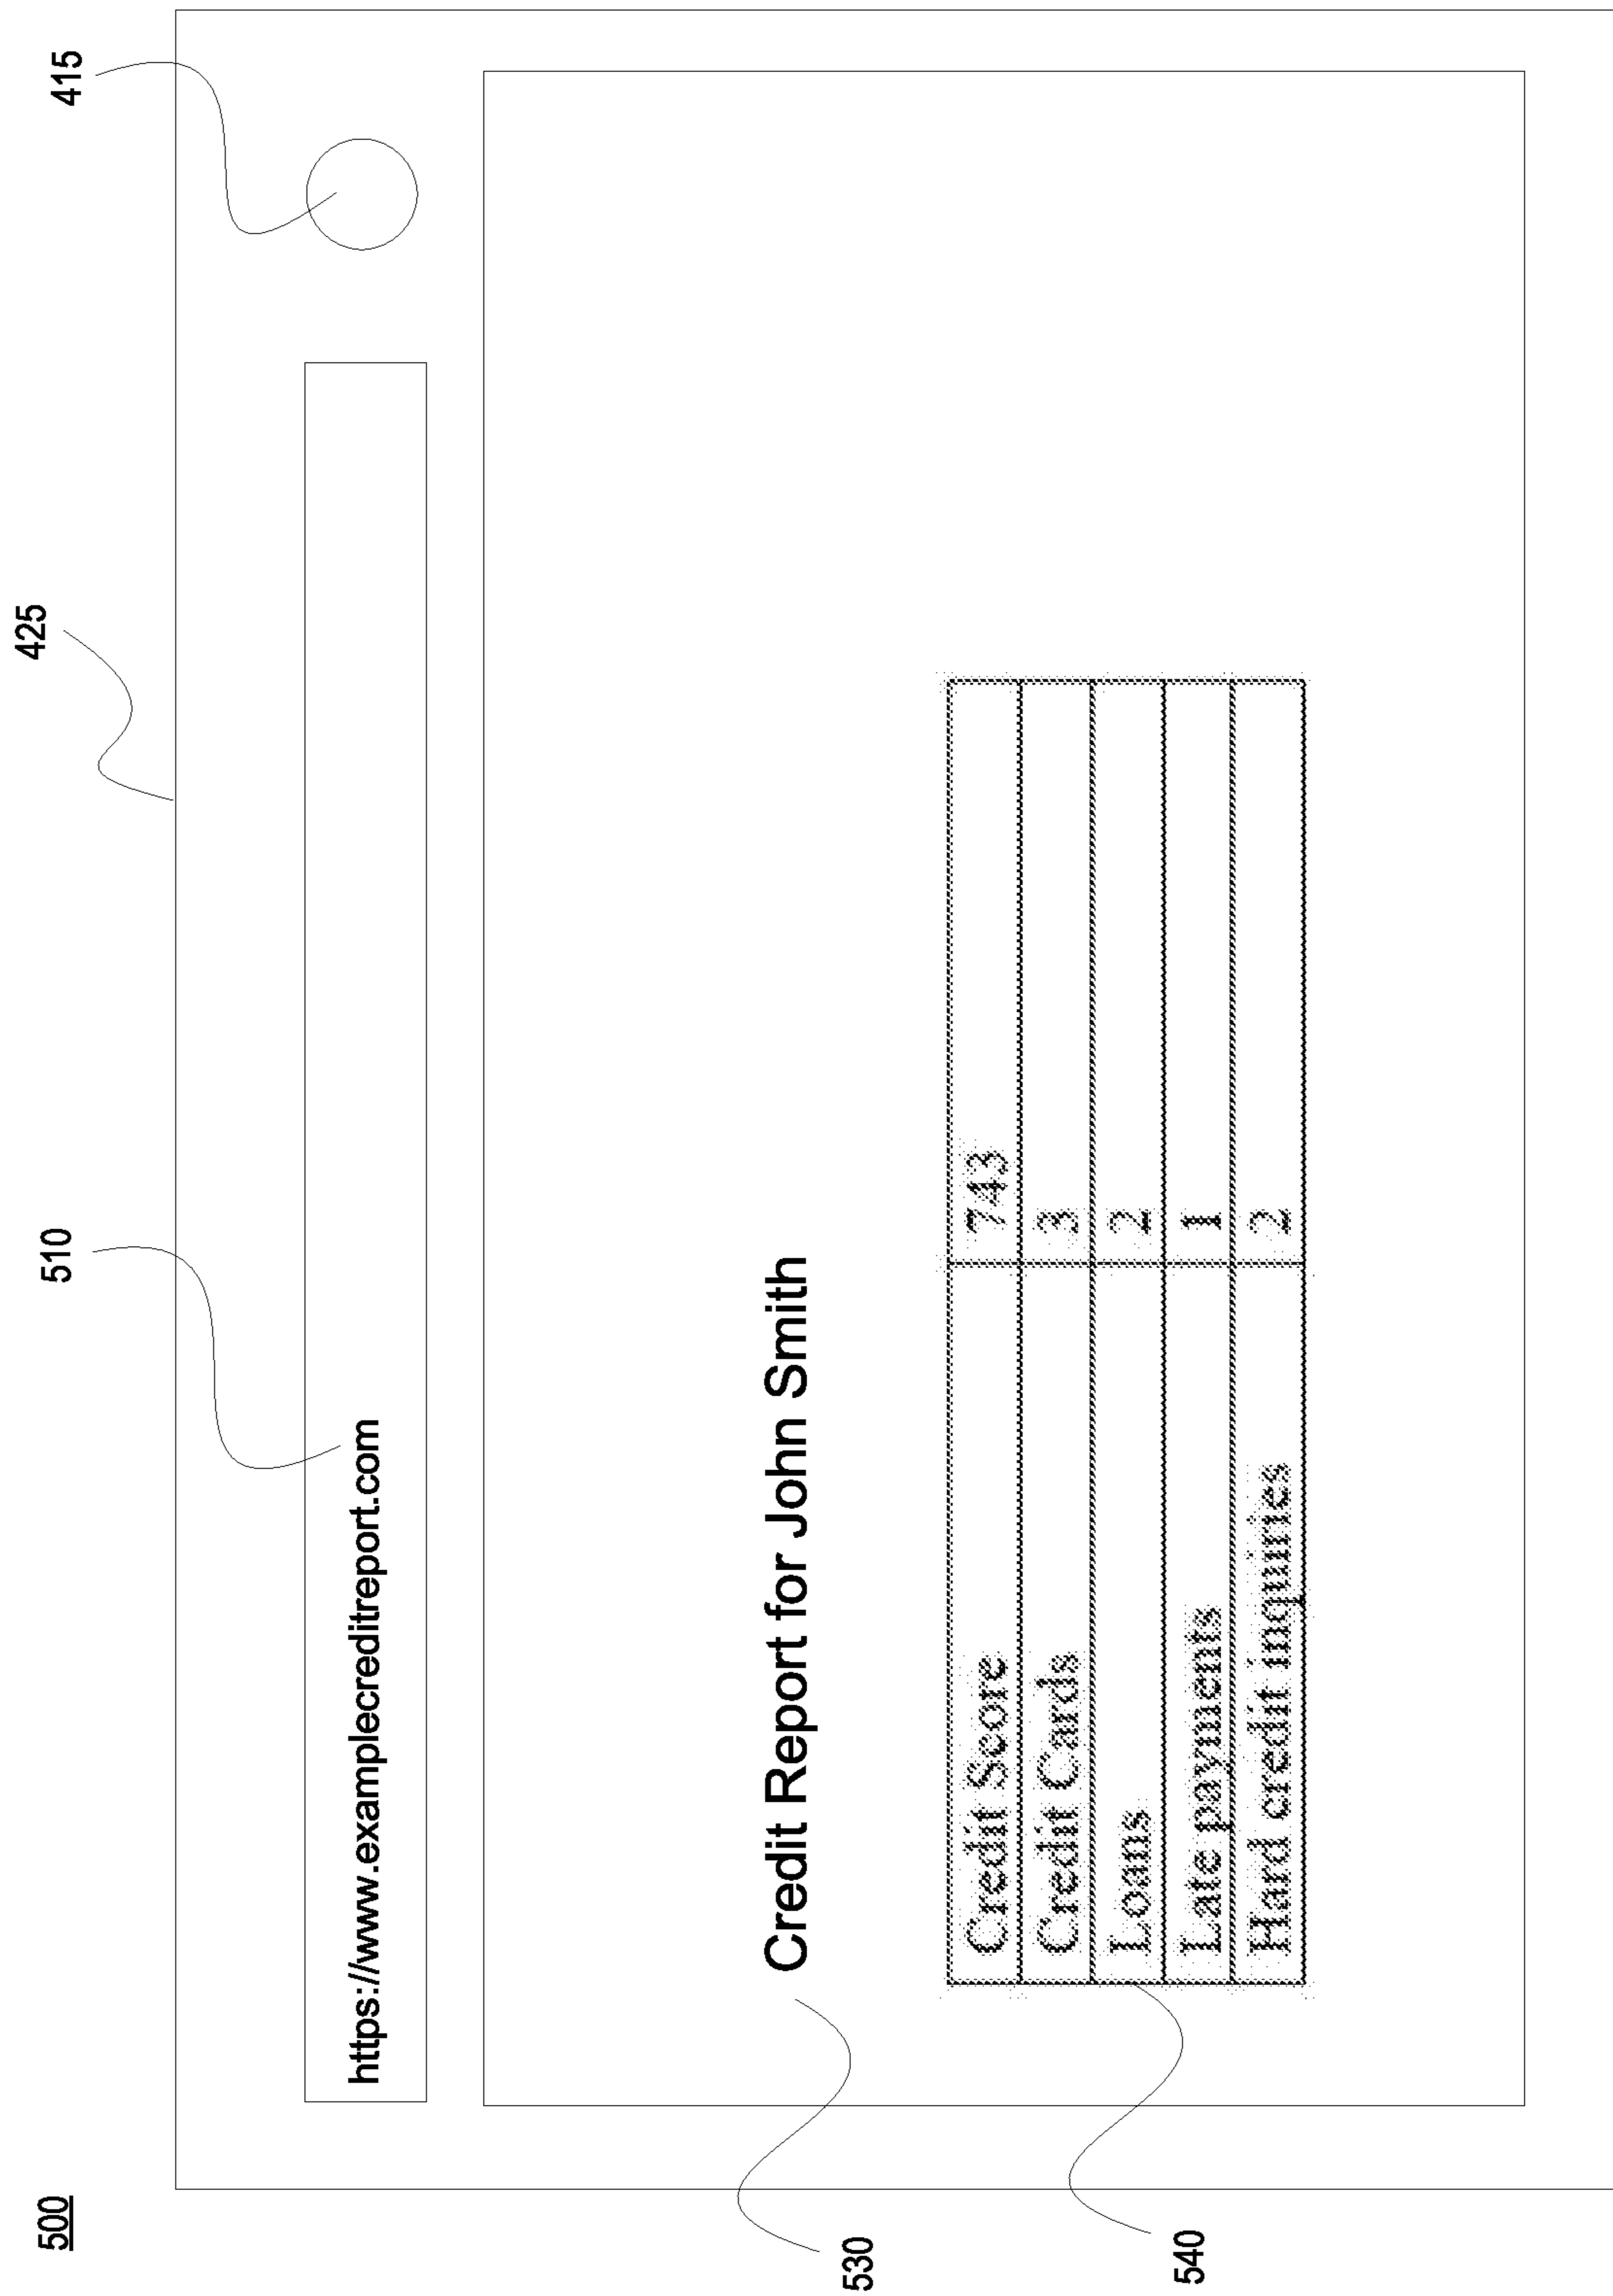 500
425
415
510
https://www.examplecreditreport.com
530
Credit Report for John Smith
540
Credit Score 743
Credit Cards 3
Loans 2
Late payments 1
Hard credit inquiries 2